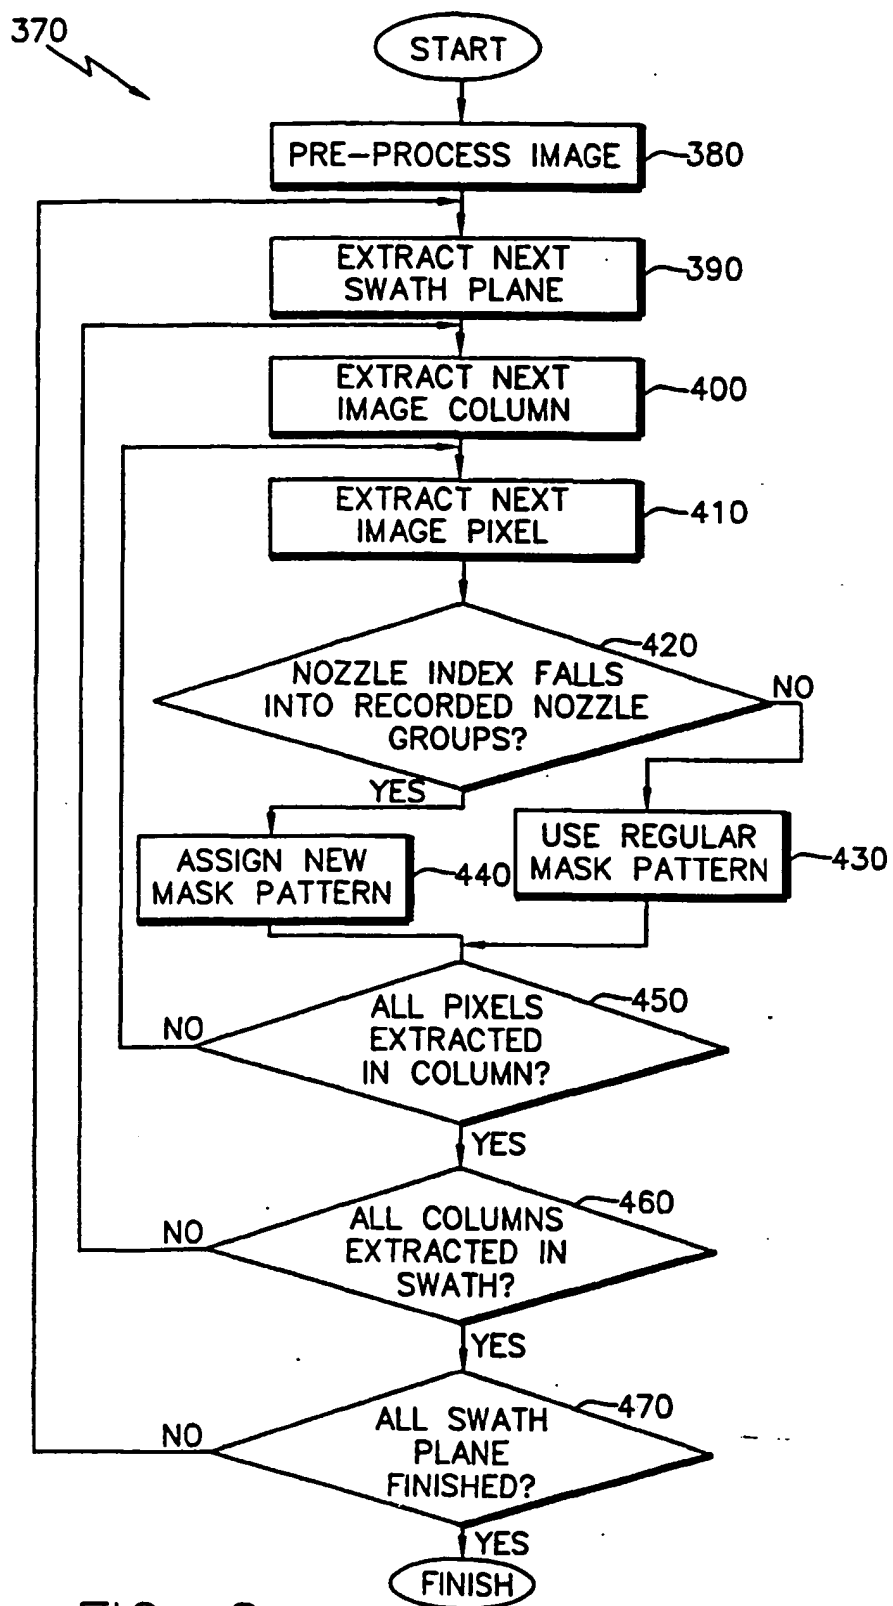 370
START
PRE-PROCESS IMAGE
380
EXTRACT NEXT
SWATH PLANE
390
EXTRACT NEXT
IMAGE COLUMN
400
EXTRACT NEXT
IMAGE PIXEL
410
420
NOZZLE INDEX FALLS
INTO RECORDED NOZZLE
GROUPS?
NO
YES
ASSIGN NEW
MASK PATTERN
440
USE REGULAR
MASK PATTERN
430
450
ALL PIXELS
EXTRACTED
IN COLUMN?
NO
YES
460
ALL COLUMNS
EXTRACTED IN
SWATH?
NO
YES
470
ALL SWATH
PLANE
FINISHED?
NO
YES
FINISH